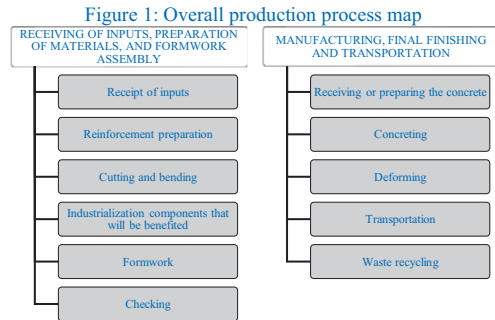 Figure 1: Overall production process map
RECEIVING OF INPUTS, PREPARATION
OF MATERIALS, AND FORMWORK
ASSEMBLY
Receipt of inputs
Reinforcement preparation
Cutting and bending
Industrialization components that
will be benefited
Formwork
Checking
MANUFACTURING, FINAL FINISHING
AND TRANSPORTATION
Receiving or preparing the concrete
Concreting
Deforming
Transportation
Waste recycling